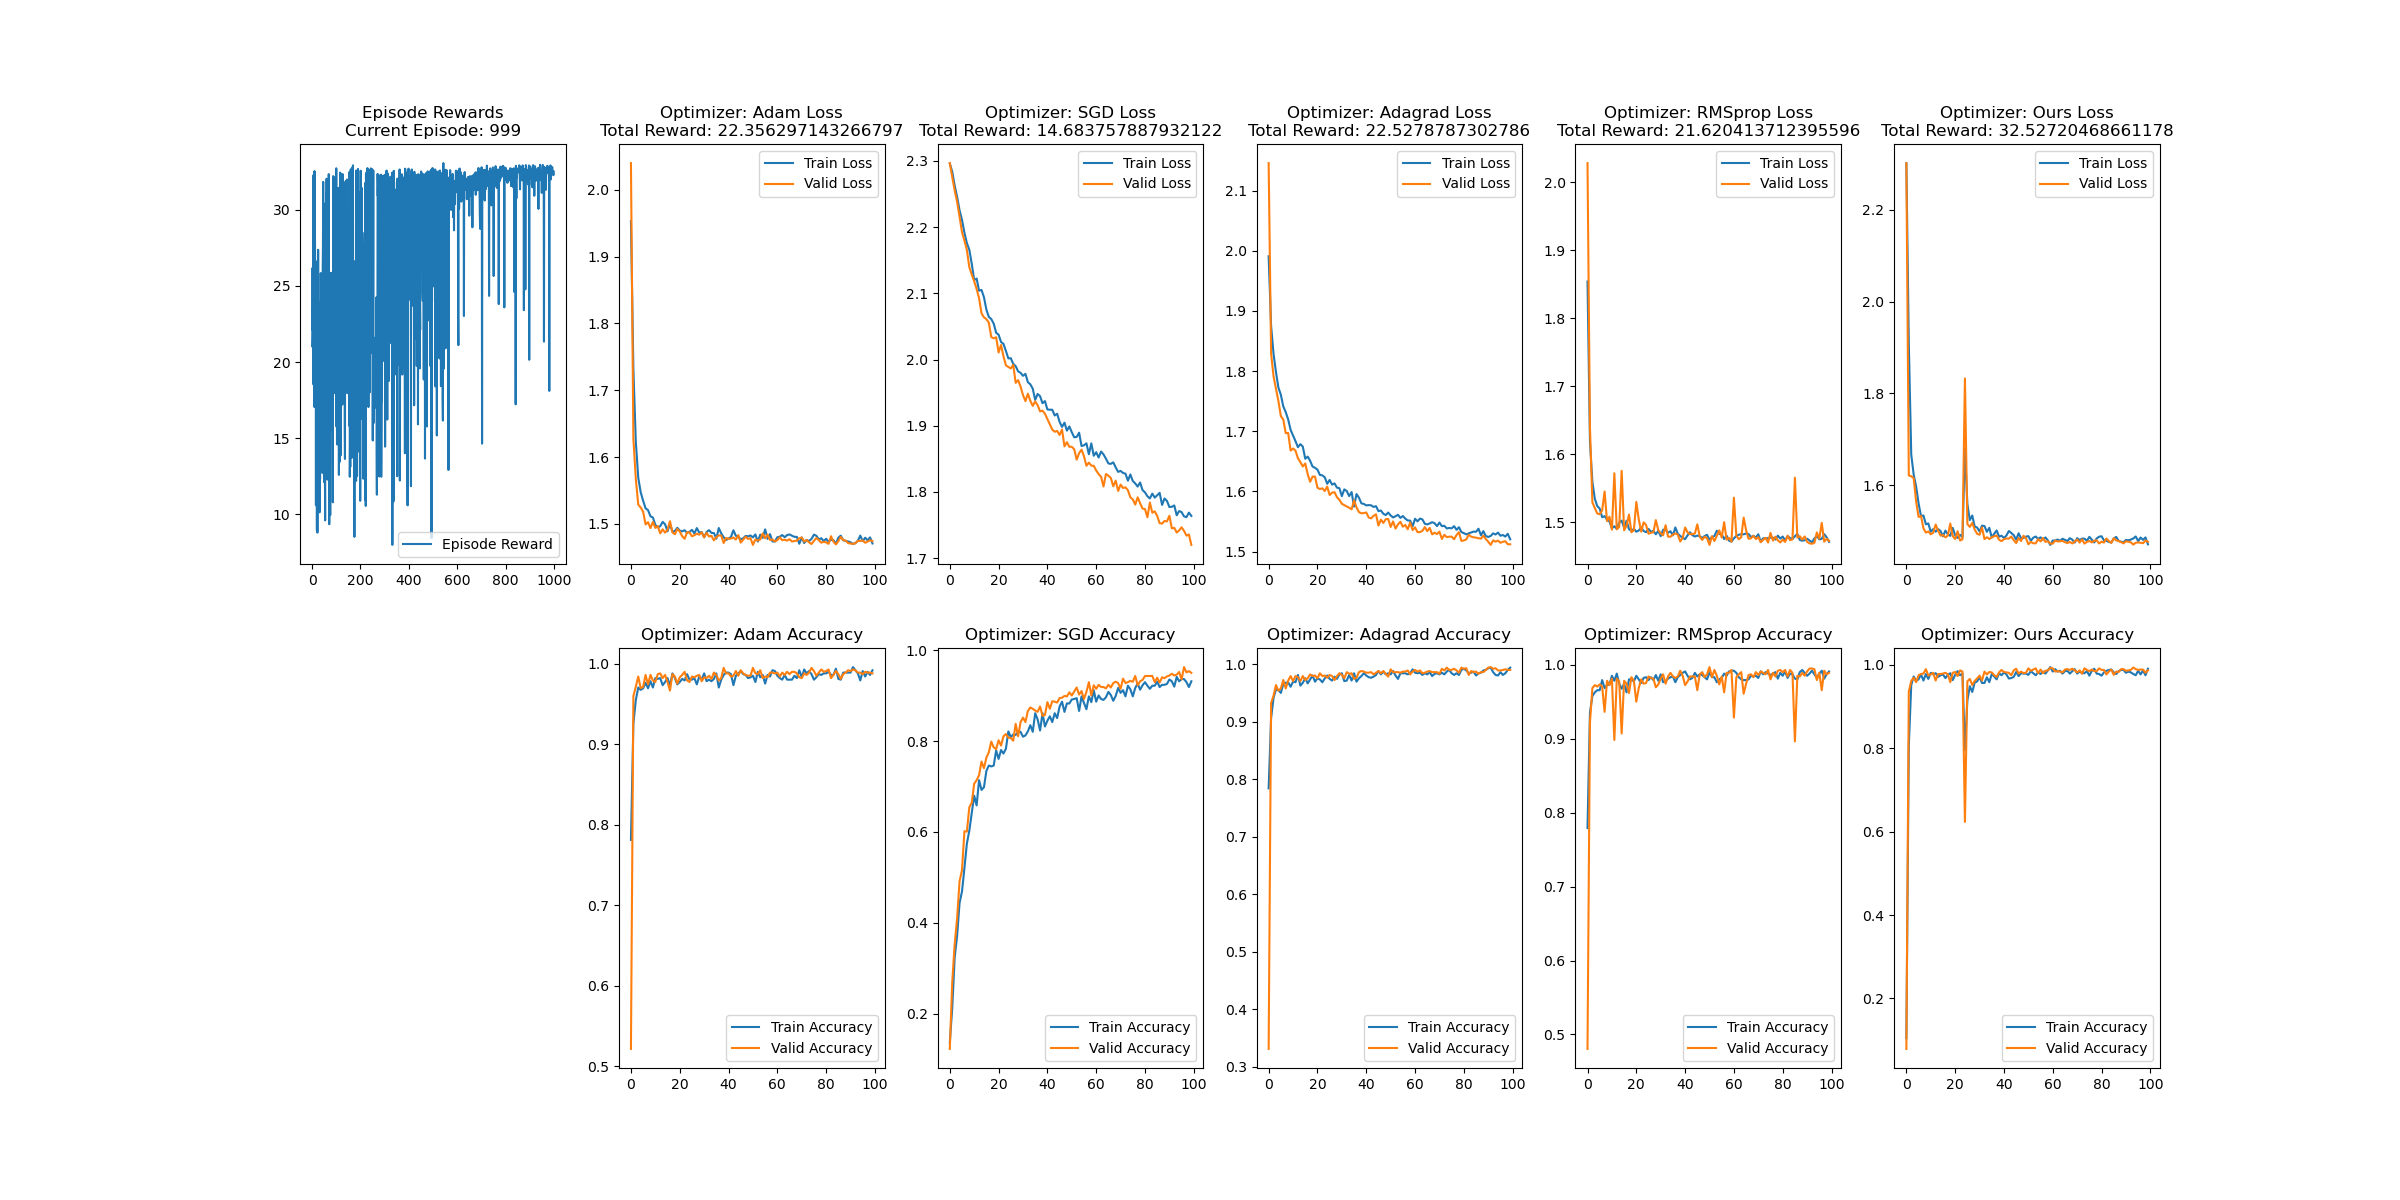 Episode Rewards
Current Episode: 999
30
25
20
15
10
0 200 400 600 800 1000
Episode Reward
Optimizer: Adam Loss
Total Reward: 22.356297143266797
Train Loss
Valid Loss
2.0
1.9
1.8
1.7
1.6
1.5
0 20 40 60 80 100
Optimizer: SGD Loss
Total Reward: 14.683757887932122
Train Loss
Valid Loss
2.3
2.2
2.1
2.0
1.9
1.8
1.7
0 20 40 60 80 100
Optimizer: Adagrad Loss
Total Reward: 22.5278787302786
Train Loss
Valid Loss
2.1
2.0
1.9
1.8
1.7
1.6
1.5
0 20 40 60 80 100
Optimizer: RMSprop Loss
Total Reward: 21.620413712395596
Train Loss
Valid Loss
2.0
1.9
1.8
1.7
1.6
1.5
0 20 40 60 80 100
Optimizer: Ours Loss
Total Reward: 32.52720468661178
Train Loss
Valid Loss
2.2
2.0
1.8
1.6
0 20 40 60 80 100
Optimizer: Adam Accuracy
1.0
0.9
0.8
0.7
0.6
0.5
Train Accuracy
Valid Accuracy
0 20 40 60 80 100
Optimizer: SGD Accuracy
1.0
0.8
0.6
0.4
0.2
Train Accuracy
Valid Accuracy
0 20 40 60 80 100
Optimizer: Adagrad Accuracy
1.0
0.9
0.8
0.7
0.6
0.5
0.4
0.3
Train Accuracy
Valid Accuracy
0 20 40 60 80 100
Optimizer: RMSprop Accuracy
1.0
0.9
0.8
0.7
0.6
0.5
Train Accuracy
Valid Accuracy
0 20 40 60 80 100
Optimizer: Ours Accuracy
1.0
0.8
0.6
0.4
0.2
Train Accuracy
Valid Accuracy
0 20 40 60 80 100